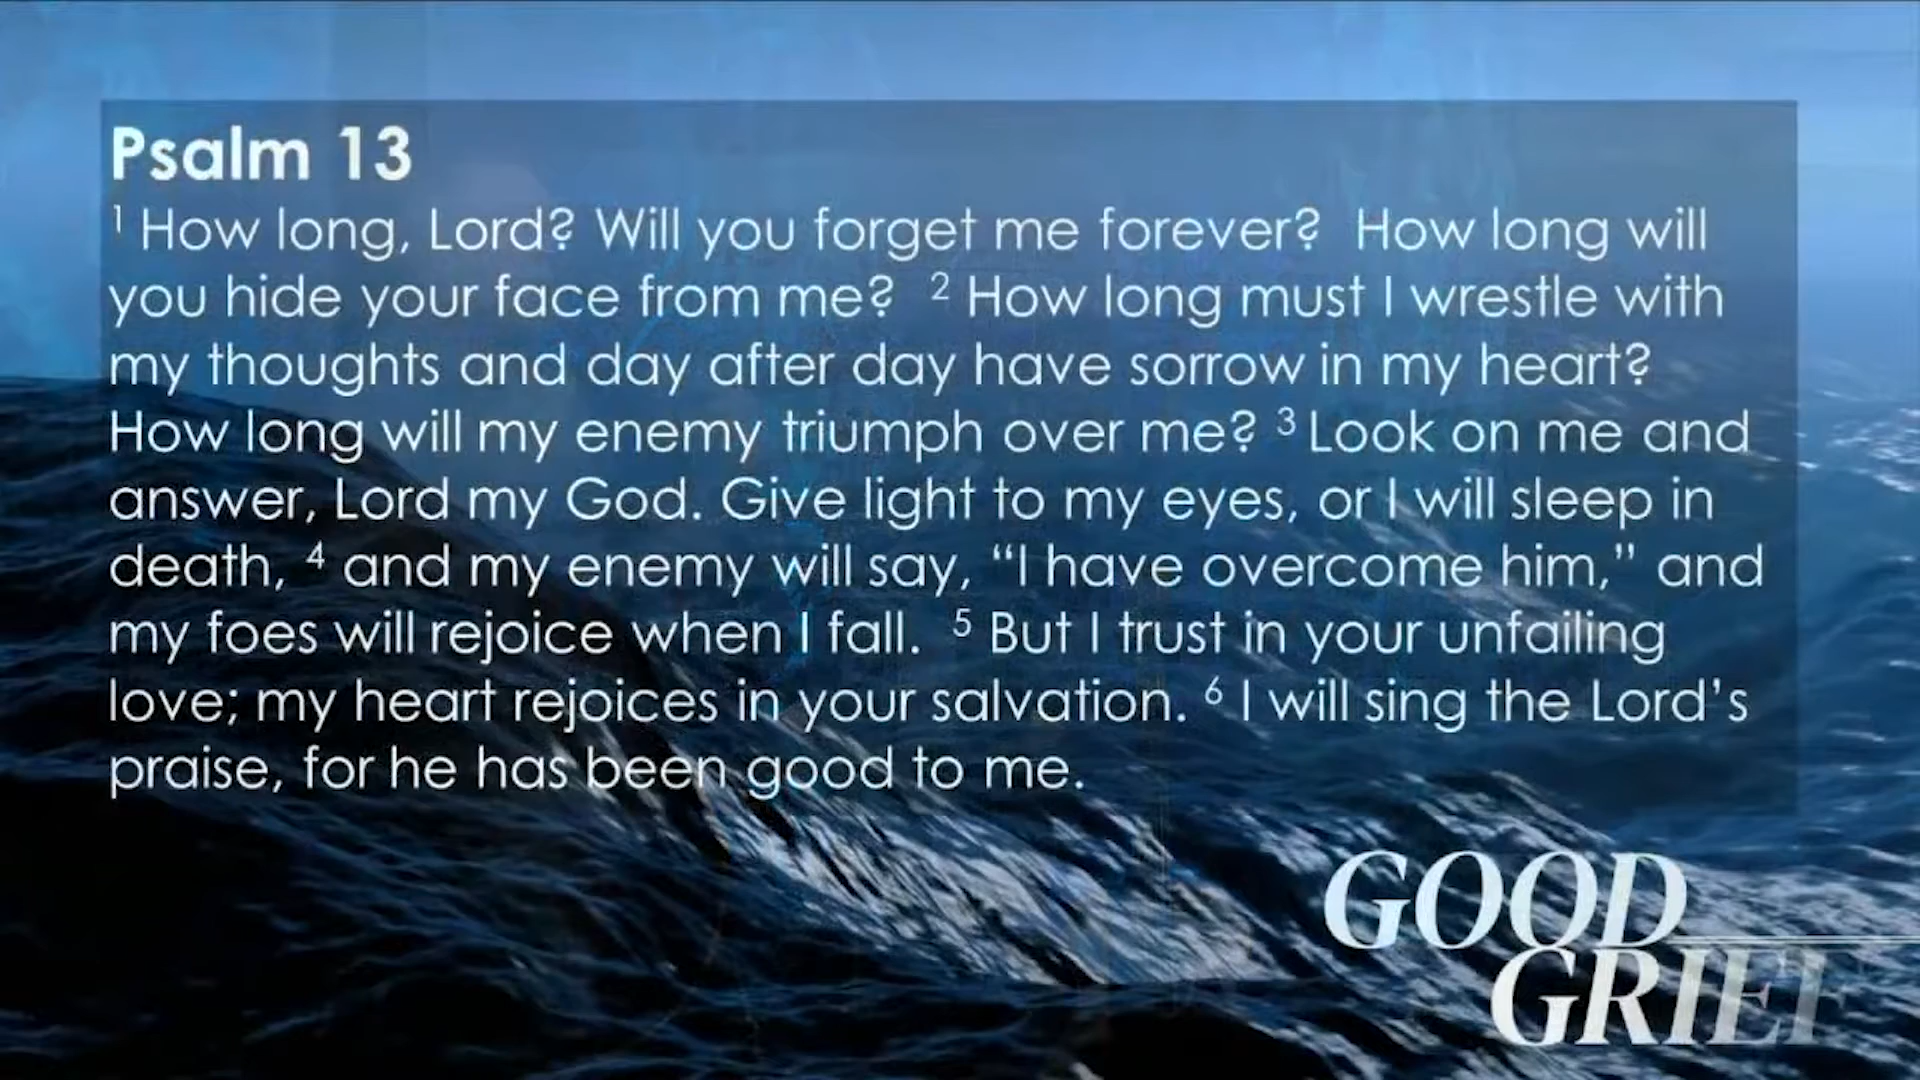 Psalm 13
1 How long, Lord? Will you forget me forever?  How long will
you hide your face from me?  2 How long must I wrestle with
my thoughts and day after day have sorrow in my heart?
How long will my enemy triumph over me? 3 Look on me and
answer, Lord my God. Give light to my eyes, or I will sleep in
death, 4 and my enemy will say, “I have overcome him,” and
my foes will rejoice when I fall.  5 But I trust in your unfailing
love; my heart rejoices in your salvation. 6 I will sing the Lord’s
praise, for he has been good to me.
GOOD
GRIEF